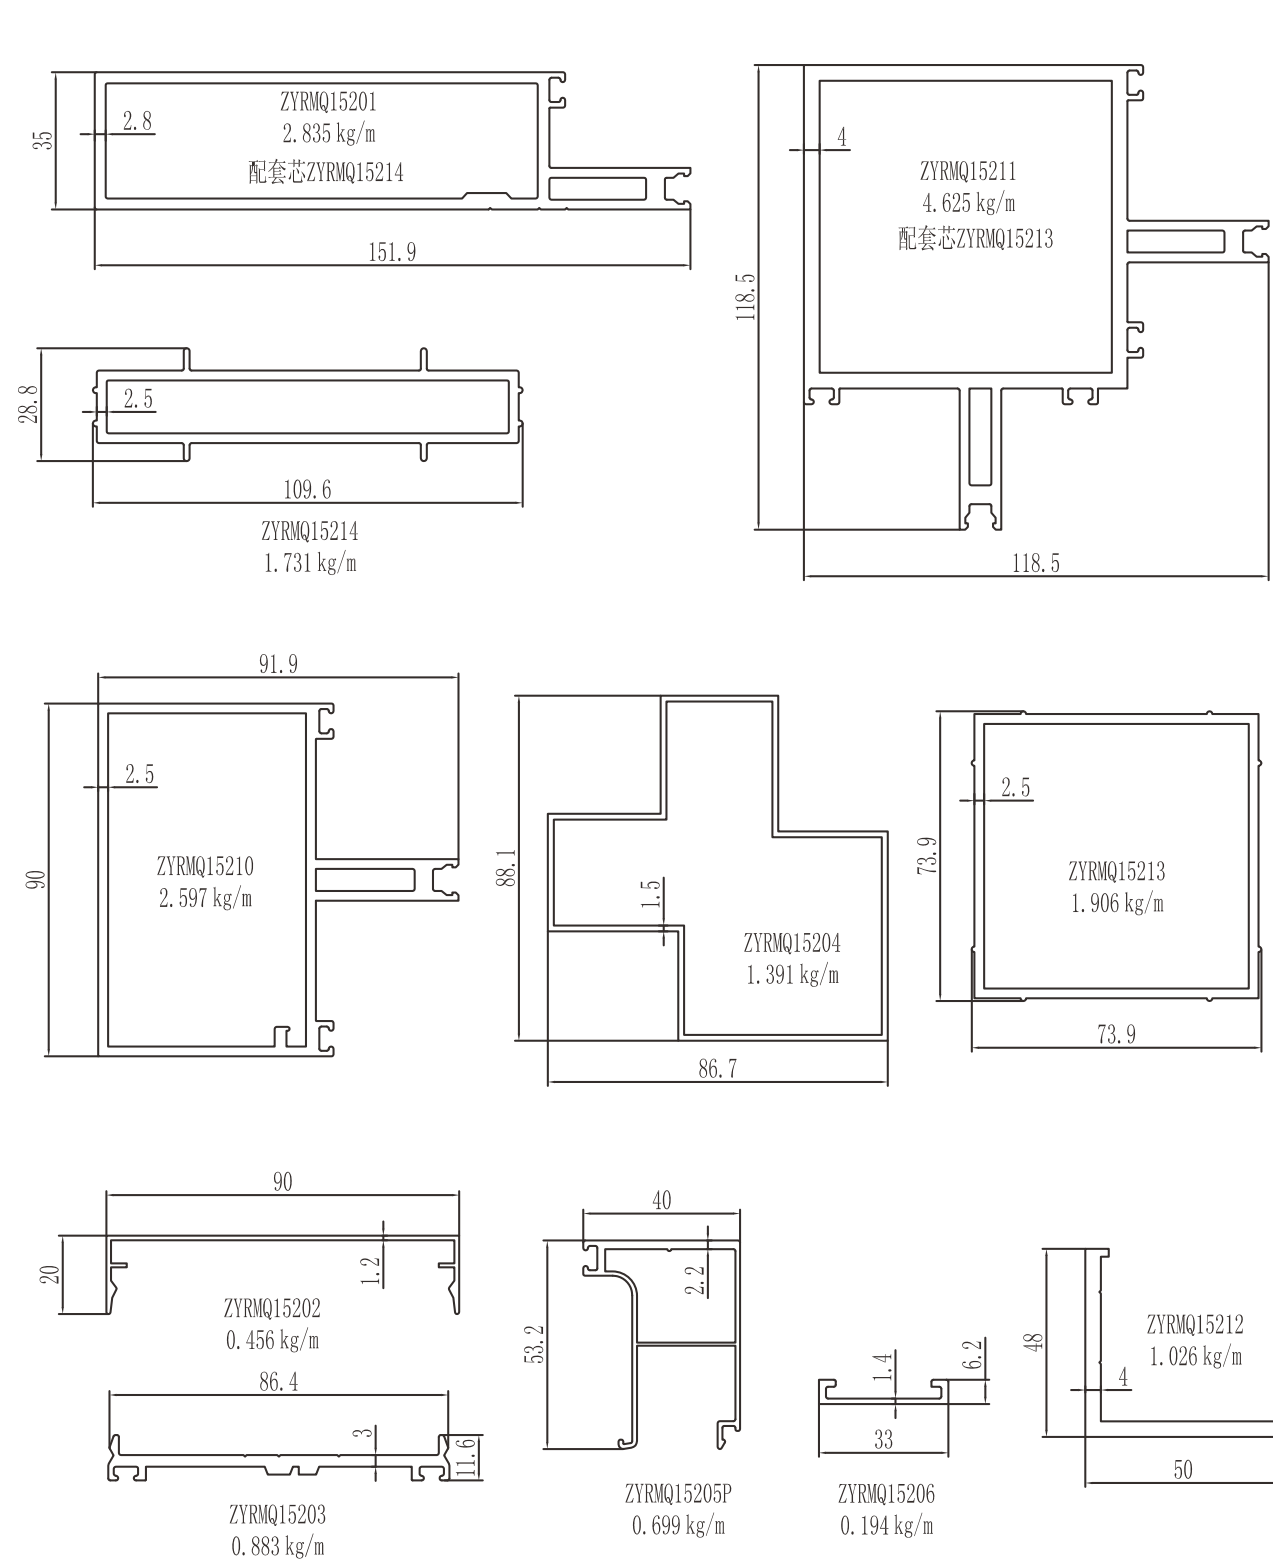 ZYRMQ15201
2.835 kg/m
配套芯ZYRMQ15214
2.8
35
151.9
4
ZYRMQ15211
4.625 kg/m
配套芯ZYRMQ15213
118.5
118.5
28.8
2.5
109.6
ZYRMQ15214
1.731 kg/m
91.9
2.5
90
ZYRMQ15210
2.597 kg/m
88.1
1.5
ZYRMQ15204
1.391 kg/m
86.7
73.9
2.5
ZYRMQ15213
1.906 kg/m
73.9
90
20
1.2
ZYRMQ15202
0.456 kg/m
86.4
3
11.6
ZYRMQ15203
0.883 kg/m
40
2.2
53.2
ZYRMQ15205P
0.699 kg/m
1.4
6.2
33
ZYRMQ15206
0.194 kg/m
48
ZYRMQ15212
1.026 kg/m
4
50